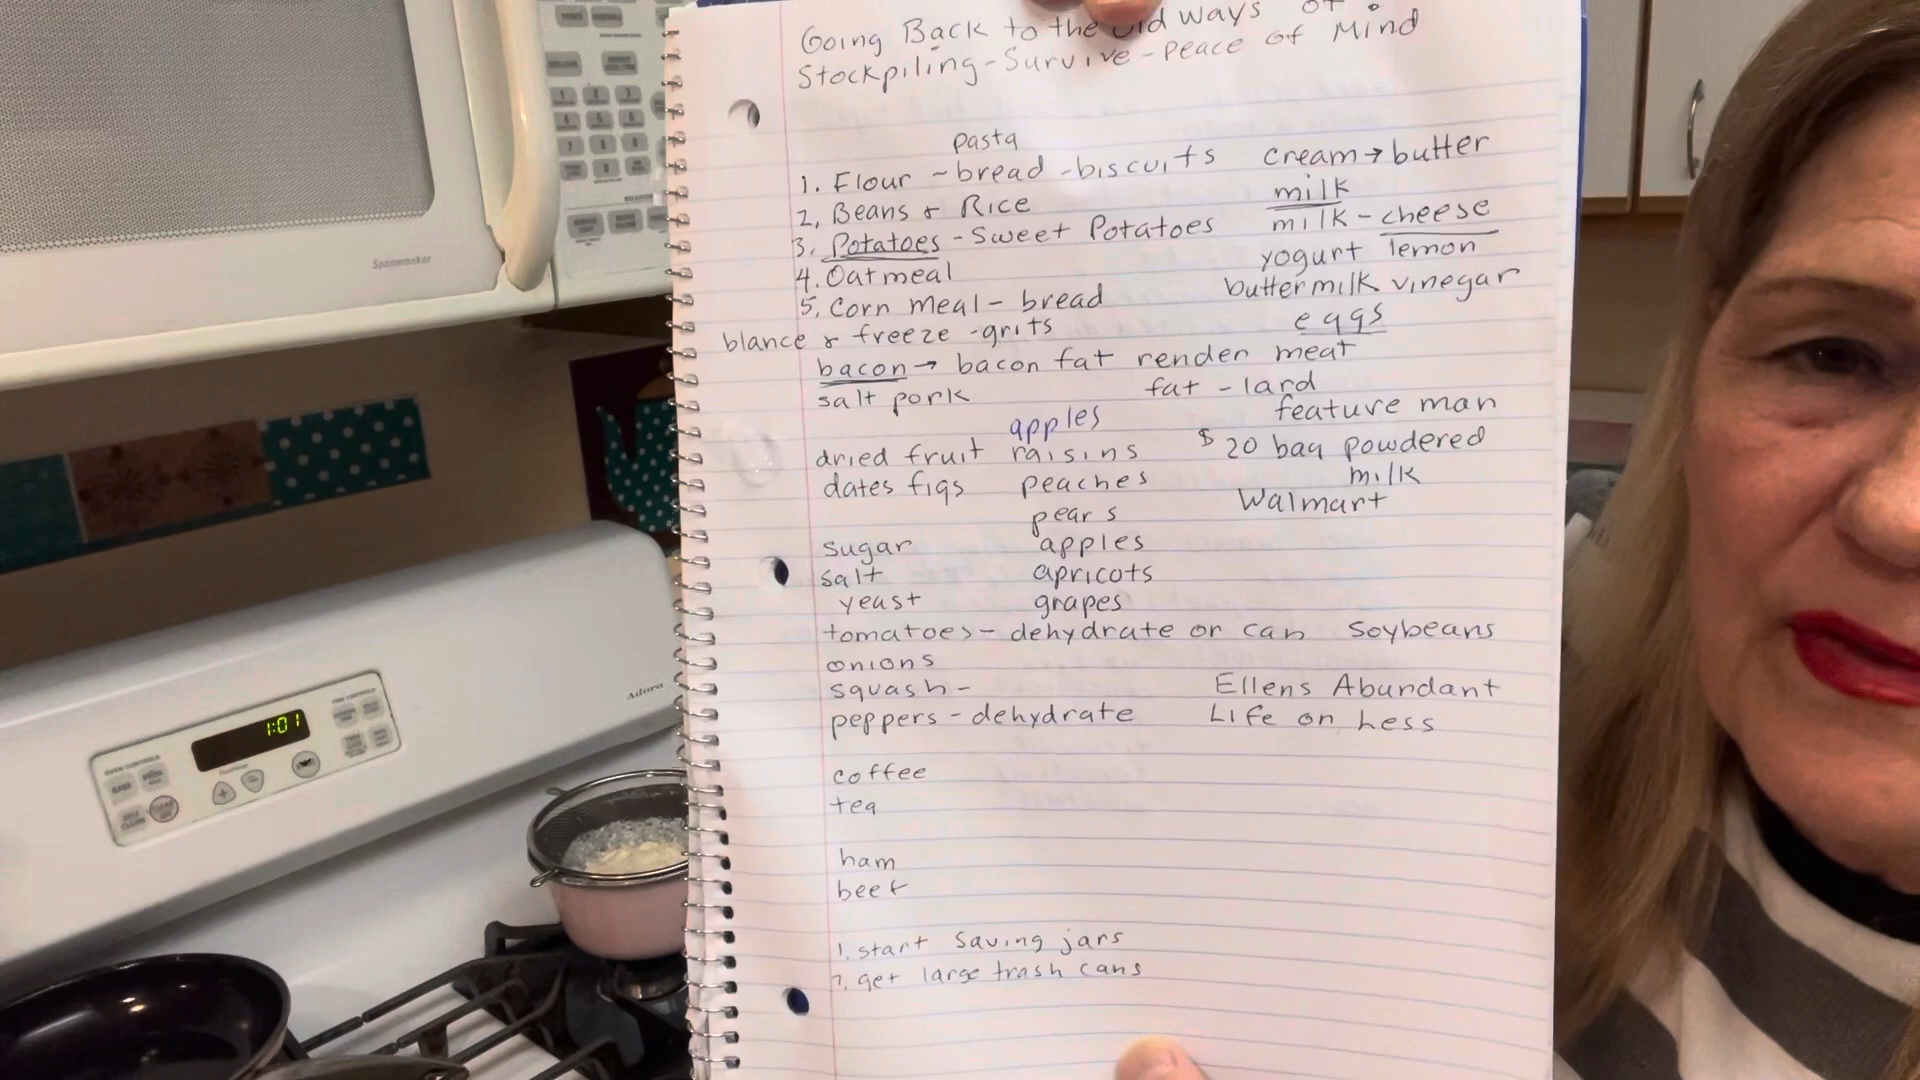 Going Back to the Old Ways of
Stockpiling - Survive - Peace of Mind
pasta
1. Flour - bread - biscuits
2. Beans & Rice
3. Potatoes - Sweet Potatoes
4. Oatmeal
5. Corn meal - bread
blance & freeze - grits
cream → butter
milk
milk - cheese
yogurt lemon
buttermilk vinegar
eggs
bacon → bacon fat render meat
salt pork fat - lard
apples
dried fruit raisins
dates figs peaches
pears
sugar apples
salt apricots
yeast grapes
feature man
$20 bag powdered
milk
Walmart
tomatoes - dehydrate or can soybeans
onions
squash -
peppers - dehydrate
Ellens Abundant
Life on Less
coffee
tea
ham
beef
1. start saving jars
2. get large trash cans
Spacemaker
Adora
1:01